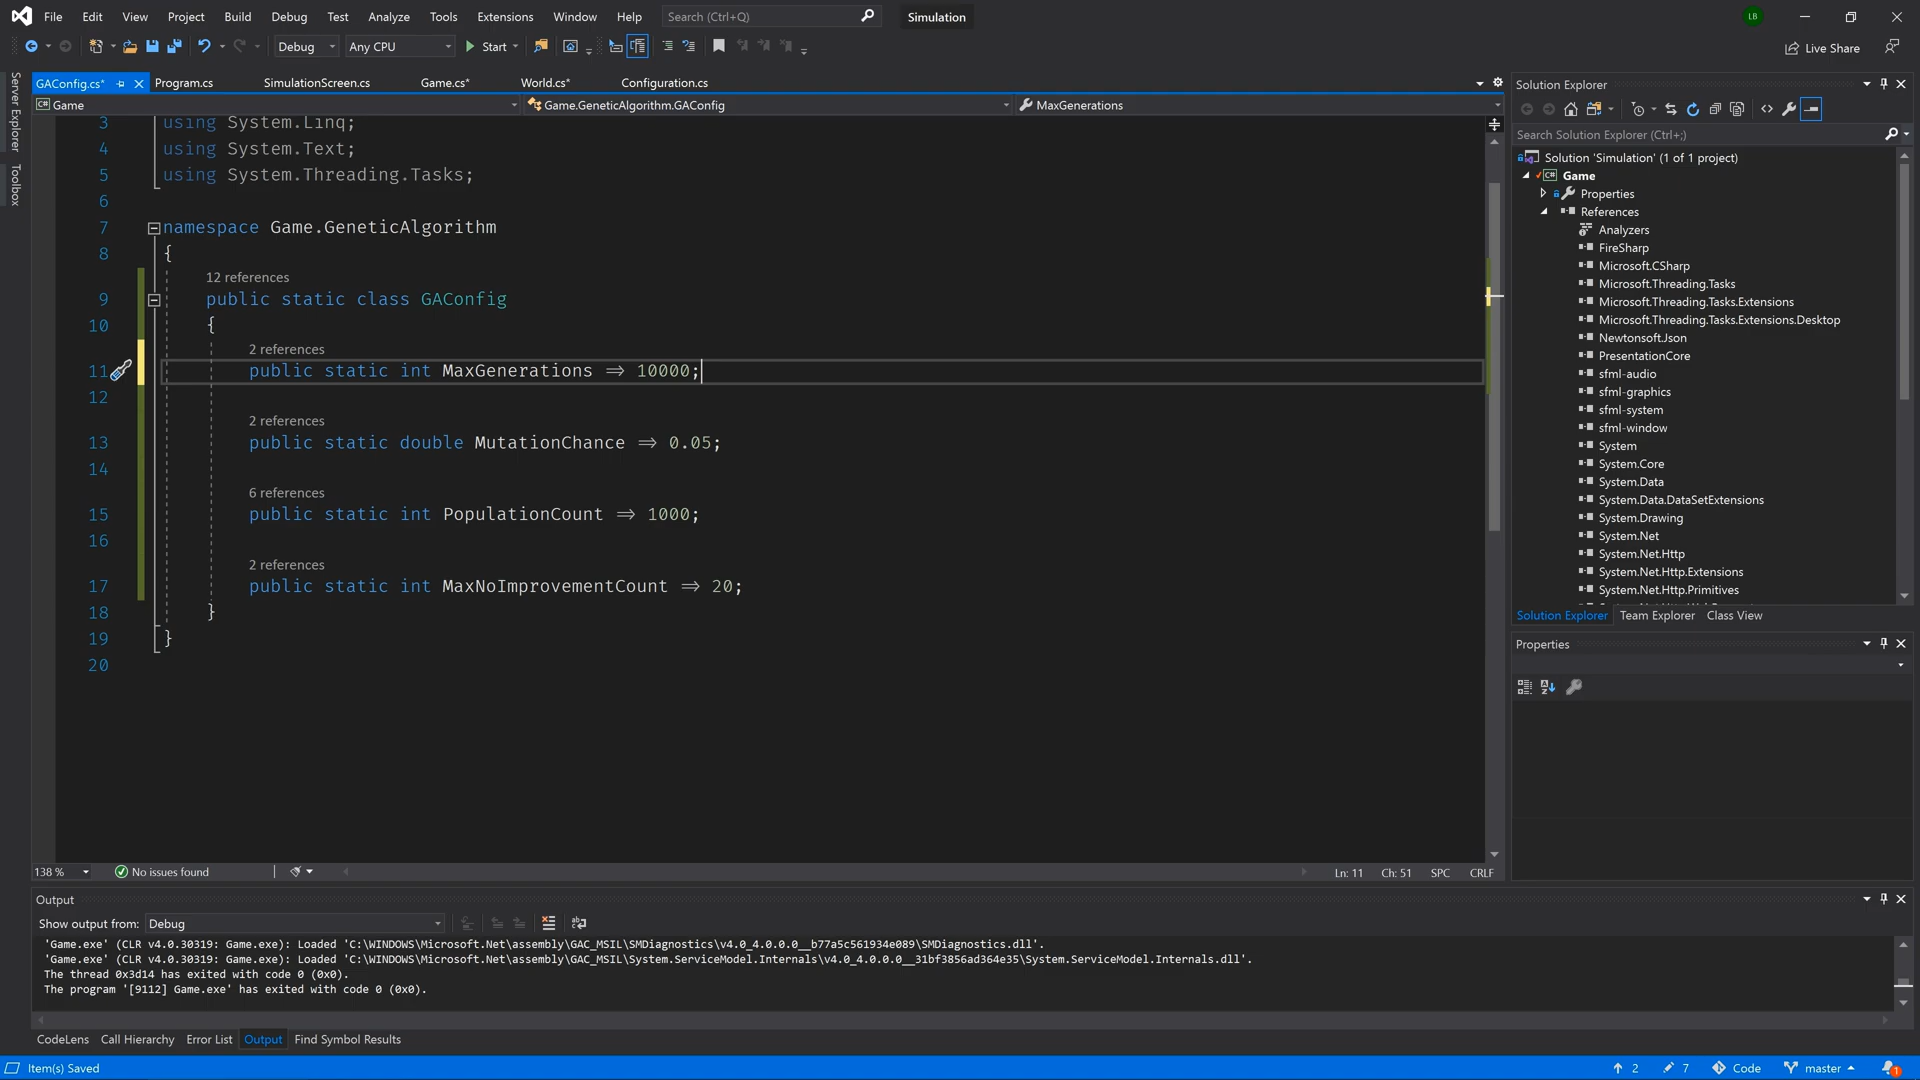 File Edit View Project Build Debug Test Analyze Tools Extensions Window Help Search (Ctrl+Q) Simulation LB
Debug Any CPU Start Live Share
Server Explorer
Toolbox
GAConfig.cs* Program.cs SimulationScreen.cs Game.cs* World.cs* Configuration.cs
C# Game Game.GeneticAlgorithm.GAConfig MaxGenerations
3 using System.Linq;
4 using System.Text;
5 using System.Threading.Tasks;
6
7 namespace Game.GeneticAlgorithm
8 {
12 references
9 public static class GAConfig
10 {
2 references
11 public static int MaxGenerations => 10000;
12
2 references
13 public static double MutationChance => 0.05;
14
6 references
15 public static int PopulationCount => 1000;
16
2 references
17 public static int MaxNoImprovementCount => 20;
18 }
19 }
20
138 % No issues found Ln: 11 Ch: 51 SPC CRLF
Solution Explorer
Search Solution Explorer (Ctrl+;)
Solution 'Simulation' (1 of 1 project)
C# Game
Properties
References
Analyzers
FireSharp
Microsoft.CSharp
Microsoft.Threading.Tasks
Microsoft.Threading.Tasks.Extensions
Microsoft.Threading.Tasks.Extensions.Desktop
Newtonsoft.Json
PresentationCore
sfml-audio
sfml-graphics
sfml-system
sfml-window
System
System.Core
System.Data
System.Data.DataSetExtensions
System.Drawing
System.Net
System.Net.Http
System.Net.Http.Extensions
System.Net.Http.Primitives
Solution Explorer Team Explorer Class View
Properties
Output
Show output from: Debug
'Game.exe' (CLR v4.0.30319: Game.exe): Loaded 'C:\WINDOWS\Microsoft.Net\assembly\GAC_MSIL\SMDiagnostics\v4.0_4.0.0.0__b77a5c561934e089\SMDiagnostics.dll'.
'Game.exe' (CLR v4.0.30319: Game.exe): Loaded 'C:\WINDOWS\Microsoft.Net\assembly\GAC_MSIL\System.ServiceModel.Internals\v4.0_4.0.0.0__31bf3856ad364e35\System.ServiceModel.Internals.dll'.
The thread 0x3d14 has exited with code 0 (0x0).
The program '[9112] Game.exe' has exited with code 0 (0x0).
CodeLens Call Hierarchy Error List Output Find Symbol Results
Item(s) Saved 2 7 Code master 1